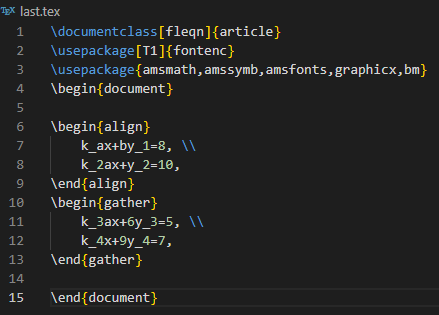 last.tex
1 \documentclass[fleqn]{article}
2 \usepackage[T1]{fontenc}
3 \usepackage{amsmath,amssymb,amsfonts,graphicx,bm}
4 \begin{document}
5
6 \begin{align}
7 k_ax+by_1=8, \\
8 k_2ax+y_2=10,
9 \end{align}
10 \begin{gather}
11 k_3ax+6y_3=5, \\
12 k_4x+9y_4=7,
13 \end{gather}
14
15 \end{document}